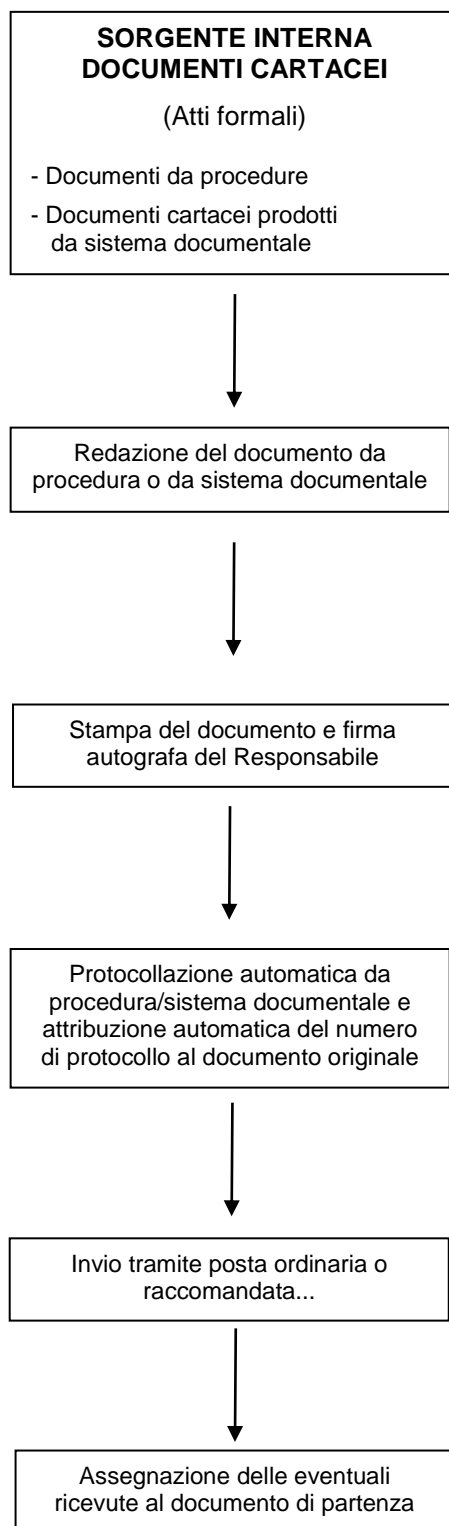 SORGENTE INTERNA
DOCUMENTI CARTACEI
(Atti formali)
- Documenti da procedure
- Documenti cartacei prodotti
da sistema documentale
Redazione del documento da
procedura o da sistema documentale
Stampa del documento e firma
autografa del Responsabile
Protocollazione automatica da
procedura/sistema documentale e
attribuzione automatica del numero
di protocollo al documento originale
Invio tramite posta ordinaria o
raccomandata...
Assegnazione delle eventuali
ricevute al documento di partenza